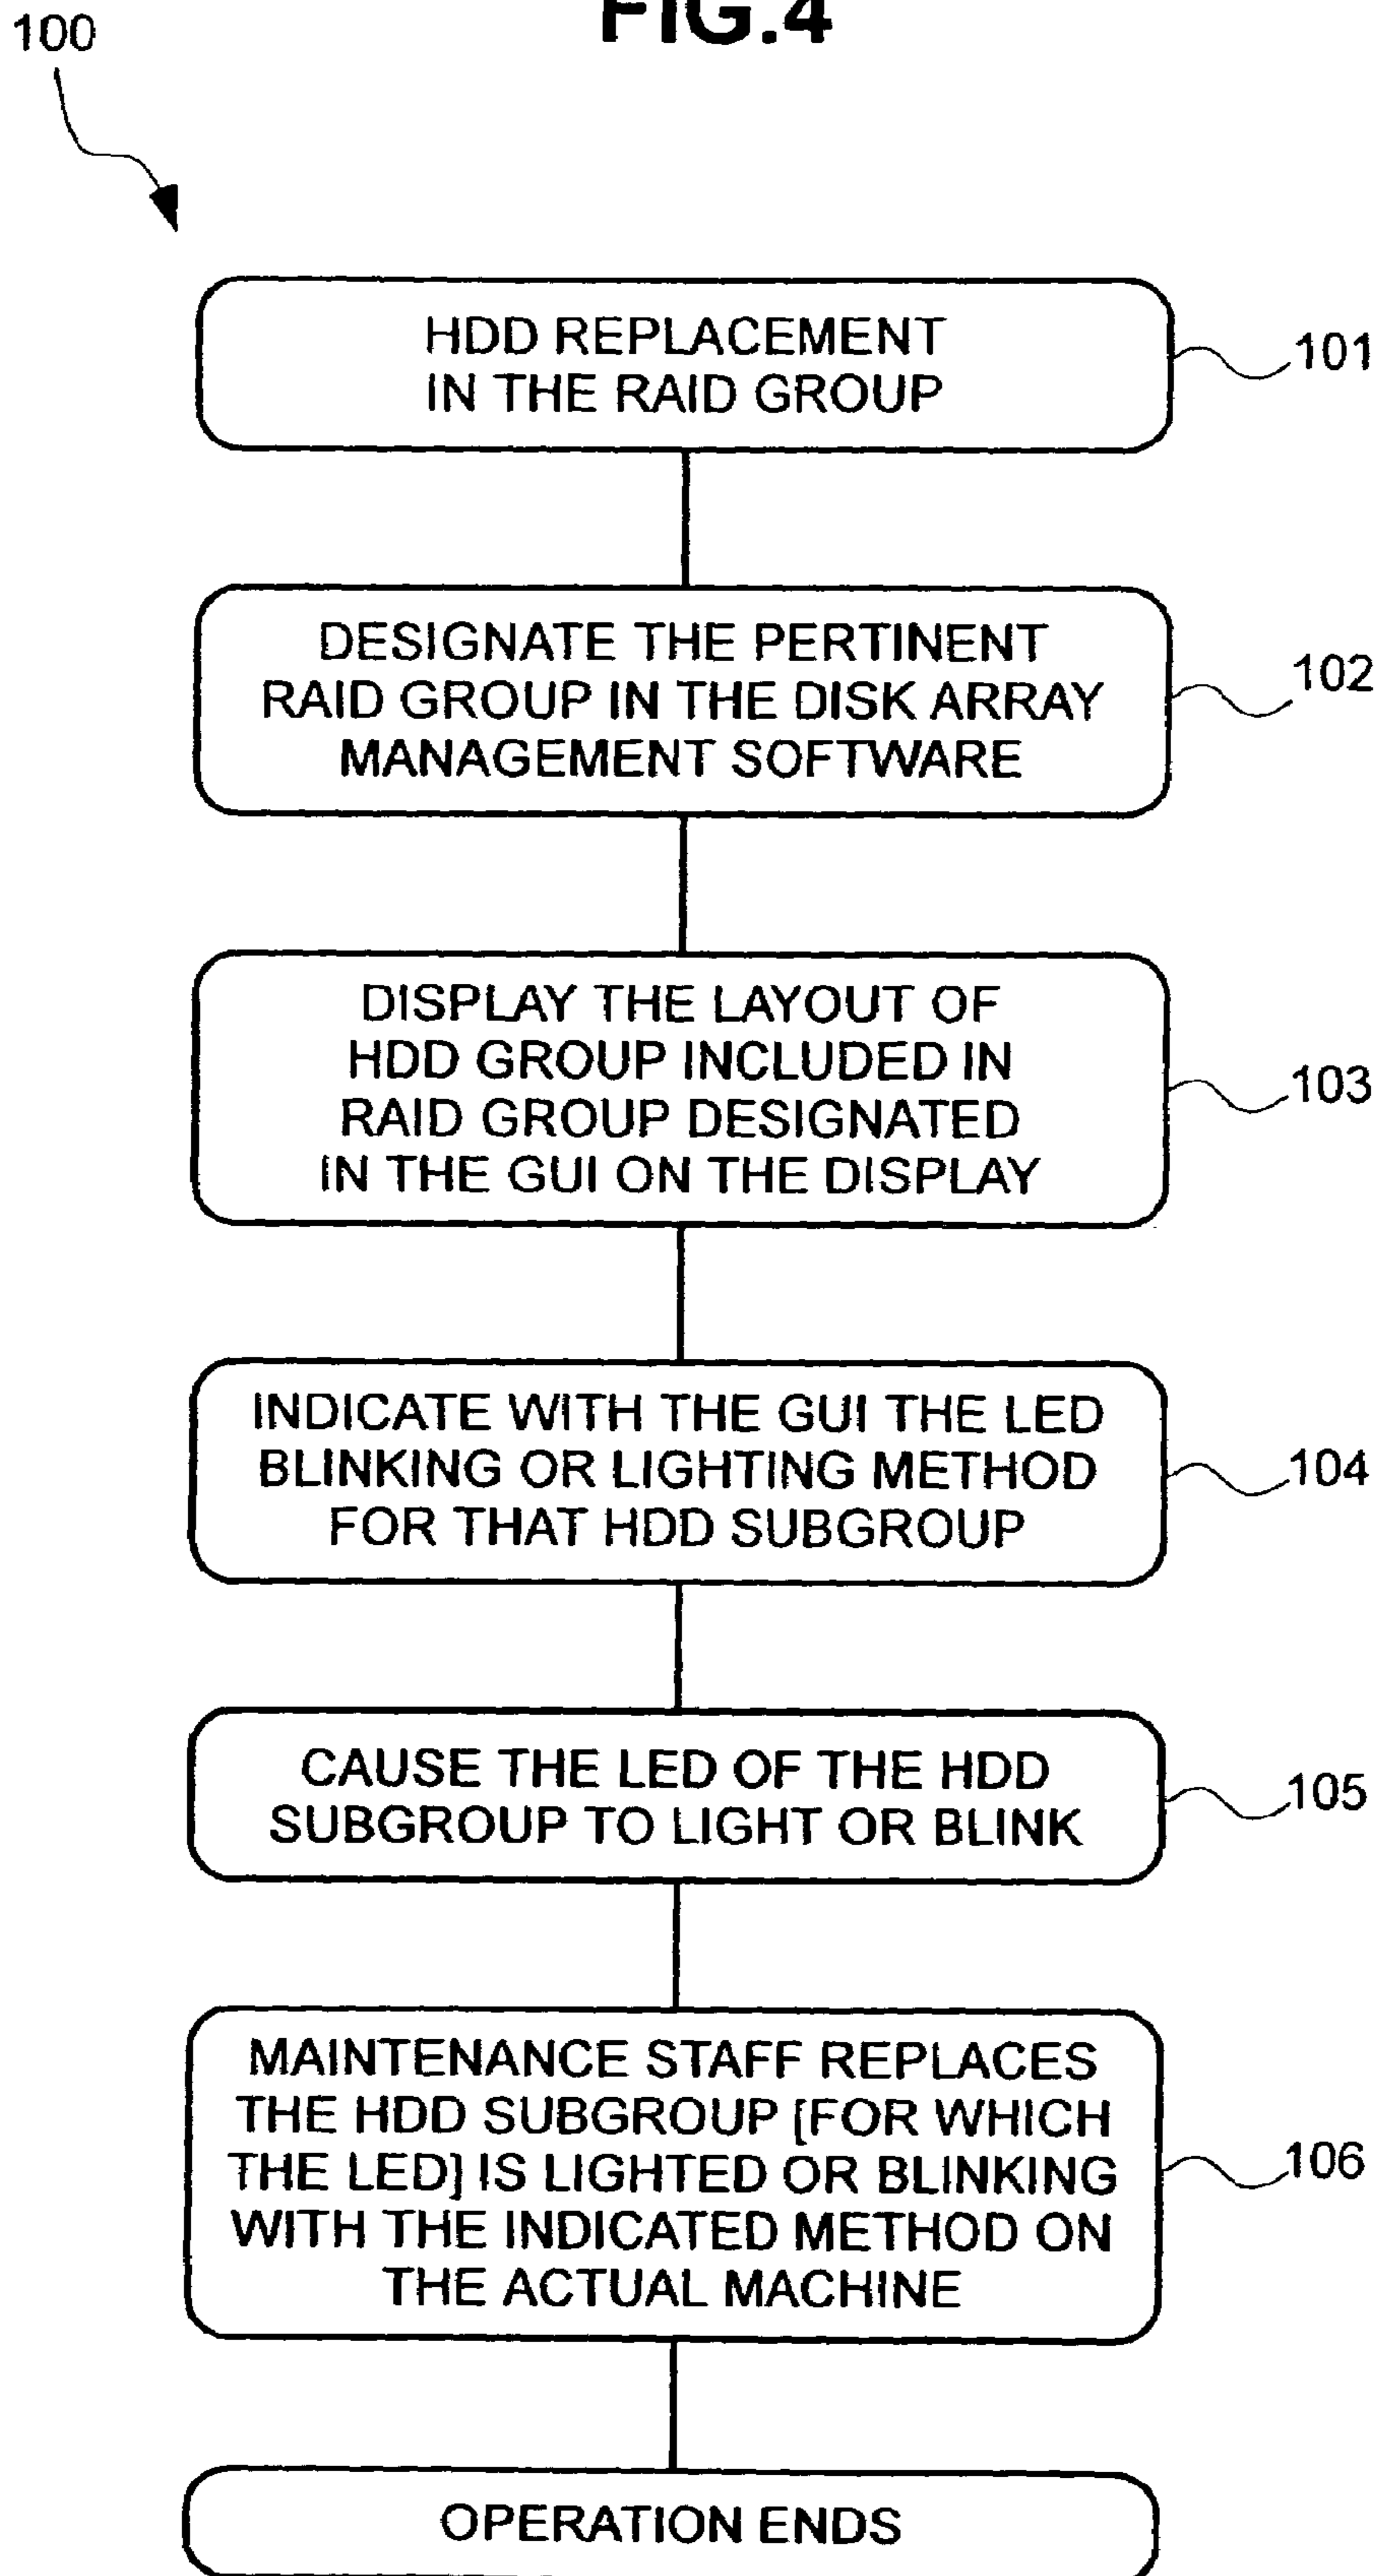 FIG.4
100
HDD REPLACEMENT
IN THE RAID GROUP
101
DESIGNATE THE PERTINENT
RAID GROUP IN THE DISK ARRAY
MANAGEMENT SOFTWARE
102
DISPLAY THE LAYOUT OF
HDD GROUP INCLUDED IN
RAID GROUP DESIGNATED
IN THE GUI ON THE DISPLAY
103
INDICATE WITH THE GUI THE LED
BLINKING OR LIGHTING METHOD
FOR THAT HDD SUBGROUP
104
CAUSE THE LED OF THE HDD
SUBGROUP TO LIGHT OR BLINK
105
MAINTENANCE STAFF REPLACES
THE HDD SUBGROUP [FOR WHICH
THE LED] IS LIGHTED OR BLINKING
WITH THE INDICATED METHOD ON
THE ACTUAL MACHINE
106
OPERATION ENDS